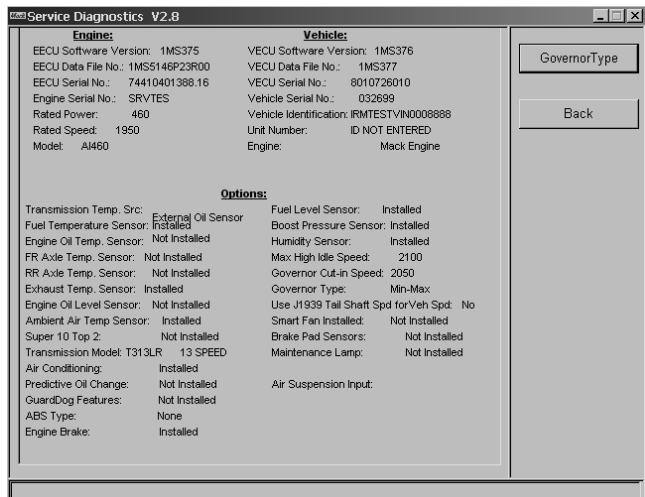 Service Diagnostics V2.8
Engine:
EECU Software Version: 1MS375
EECU Data File No.: 1MS5146P23R00
EECU Serial No.: 74410401388.16
Engine Serial No.: SRVTES
Rated Power: 460
Rated Speed: 1950
Model: AI460
Vehicle:
VECU Software Version: 1MS376
VECU Data File No.: 1MS377
VECU Serial No.: 8010726010
Vehicle Serial No.: 032699
Vehicle Identification: IRMTESTVIN0008888
Unit Number: ID NOT ENTERED
Engine: Mack Engine
Options:
Transmission Temp. Src: External Oil Sensor
Fuel Temperature Sensor: Installed
Engine Oil Temp. Sensor: Not Installed
FR Axle Temp. Sensor: Not Installed
RR Axle Temp. Sensor: Not Installed
Exhaust Temp. Sensor: Installed
Engine Oil Level Sensor: Not Installed
Ambient Air Temp Sensor: Installed
Super 10 Top 2: Not Installed
Transmission Model: T313LR 13 SPEED
Air Conditioning: Installed
Predictive Oil Change: Not Installed
GuardDog Features: Not Installed
ABS Type: None
Engine Brake: Installed
Fuel Level Sensor: Installed
Boost Pressure Sensor: Installed
Humidity Sensor: Installed
Max High Idle Speed: 2100
Governor Cut-in Speed: 2050
Governor Type: Min-Max
Use J1939 Tail Shaft Spd forVeh Spd: No
Smart Fan Installed: Not Installed
Brake Pad Sensors: Not Installed
Maintenance Lamp: Not Installed
Air Suspension Input:
GovernorType
Back